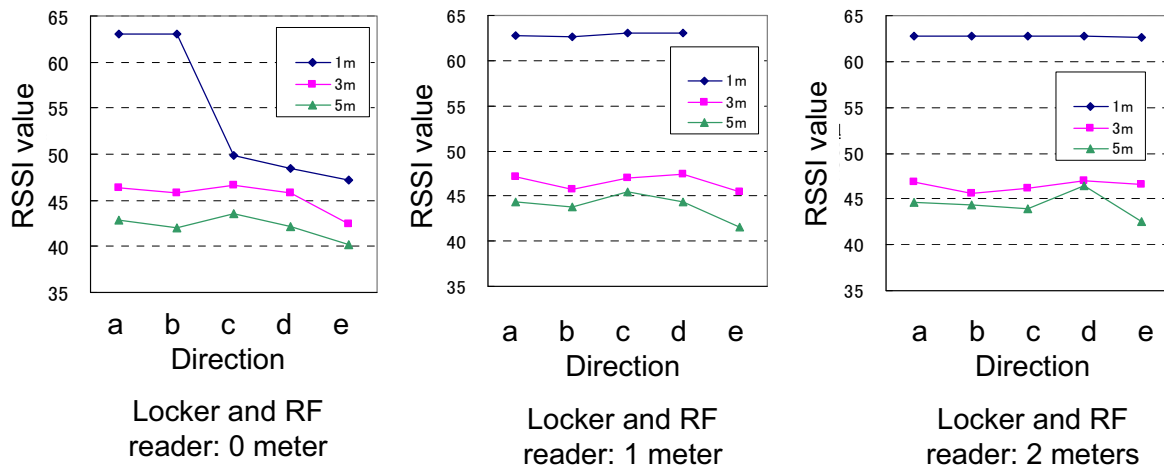 65
60
55
50
45
40
35
RSSI value
1m
3m
5m
a b c d e
Direction
Locker and RF
reader: 0 meter
65
60
55
50
45
40
35
RSSI value
1m
3m
5m
a b c d e
Direction
Locker and RF
reader: 1 meter
65
60
55
50
45
40
35
RSSI value
1m
3m
5m
a b c d e
Direction
Locker and RF
reader: 2 meters